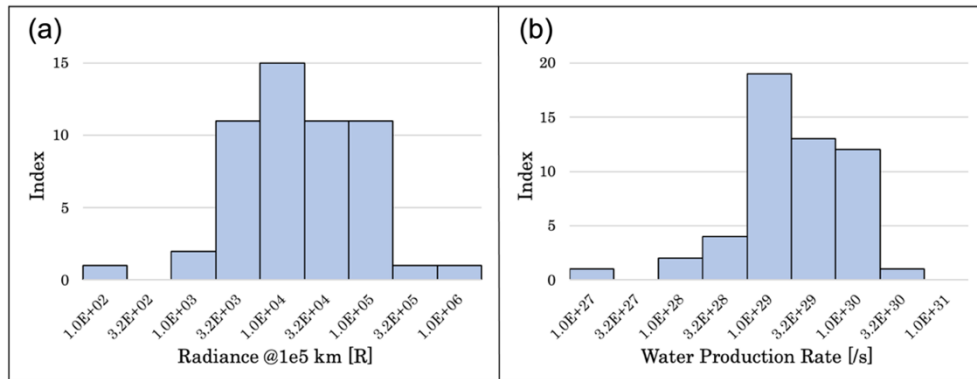 (a)
15
10
5
0
Index
1.0E+02
3.2E+02
1.0E+03
3.2E+03
1.0E+04
3.2E+04
1.0E+05
3.2E+05
1.0E+06
Radiance @1e5 km [R]
(b)
20
15
10
5
0
Index
1.0E+27
3.2E+27
1.0E+28
3.2E+28
1.0E+29
3.2E+29
1.0E+30
3.2E+30
1.0E+31
Water Production Rate [/s]